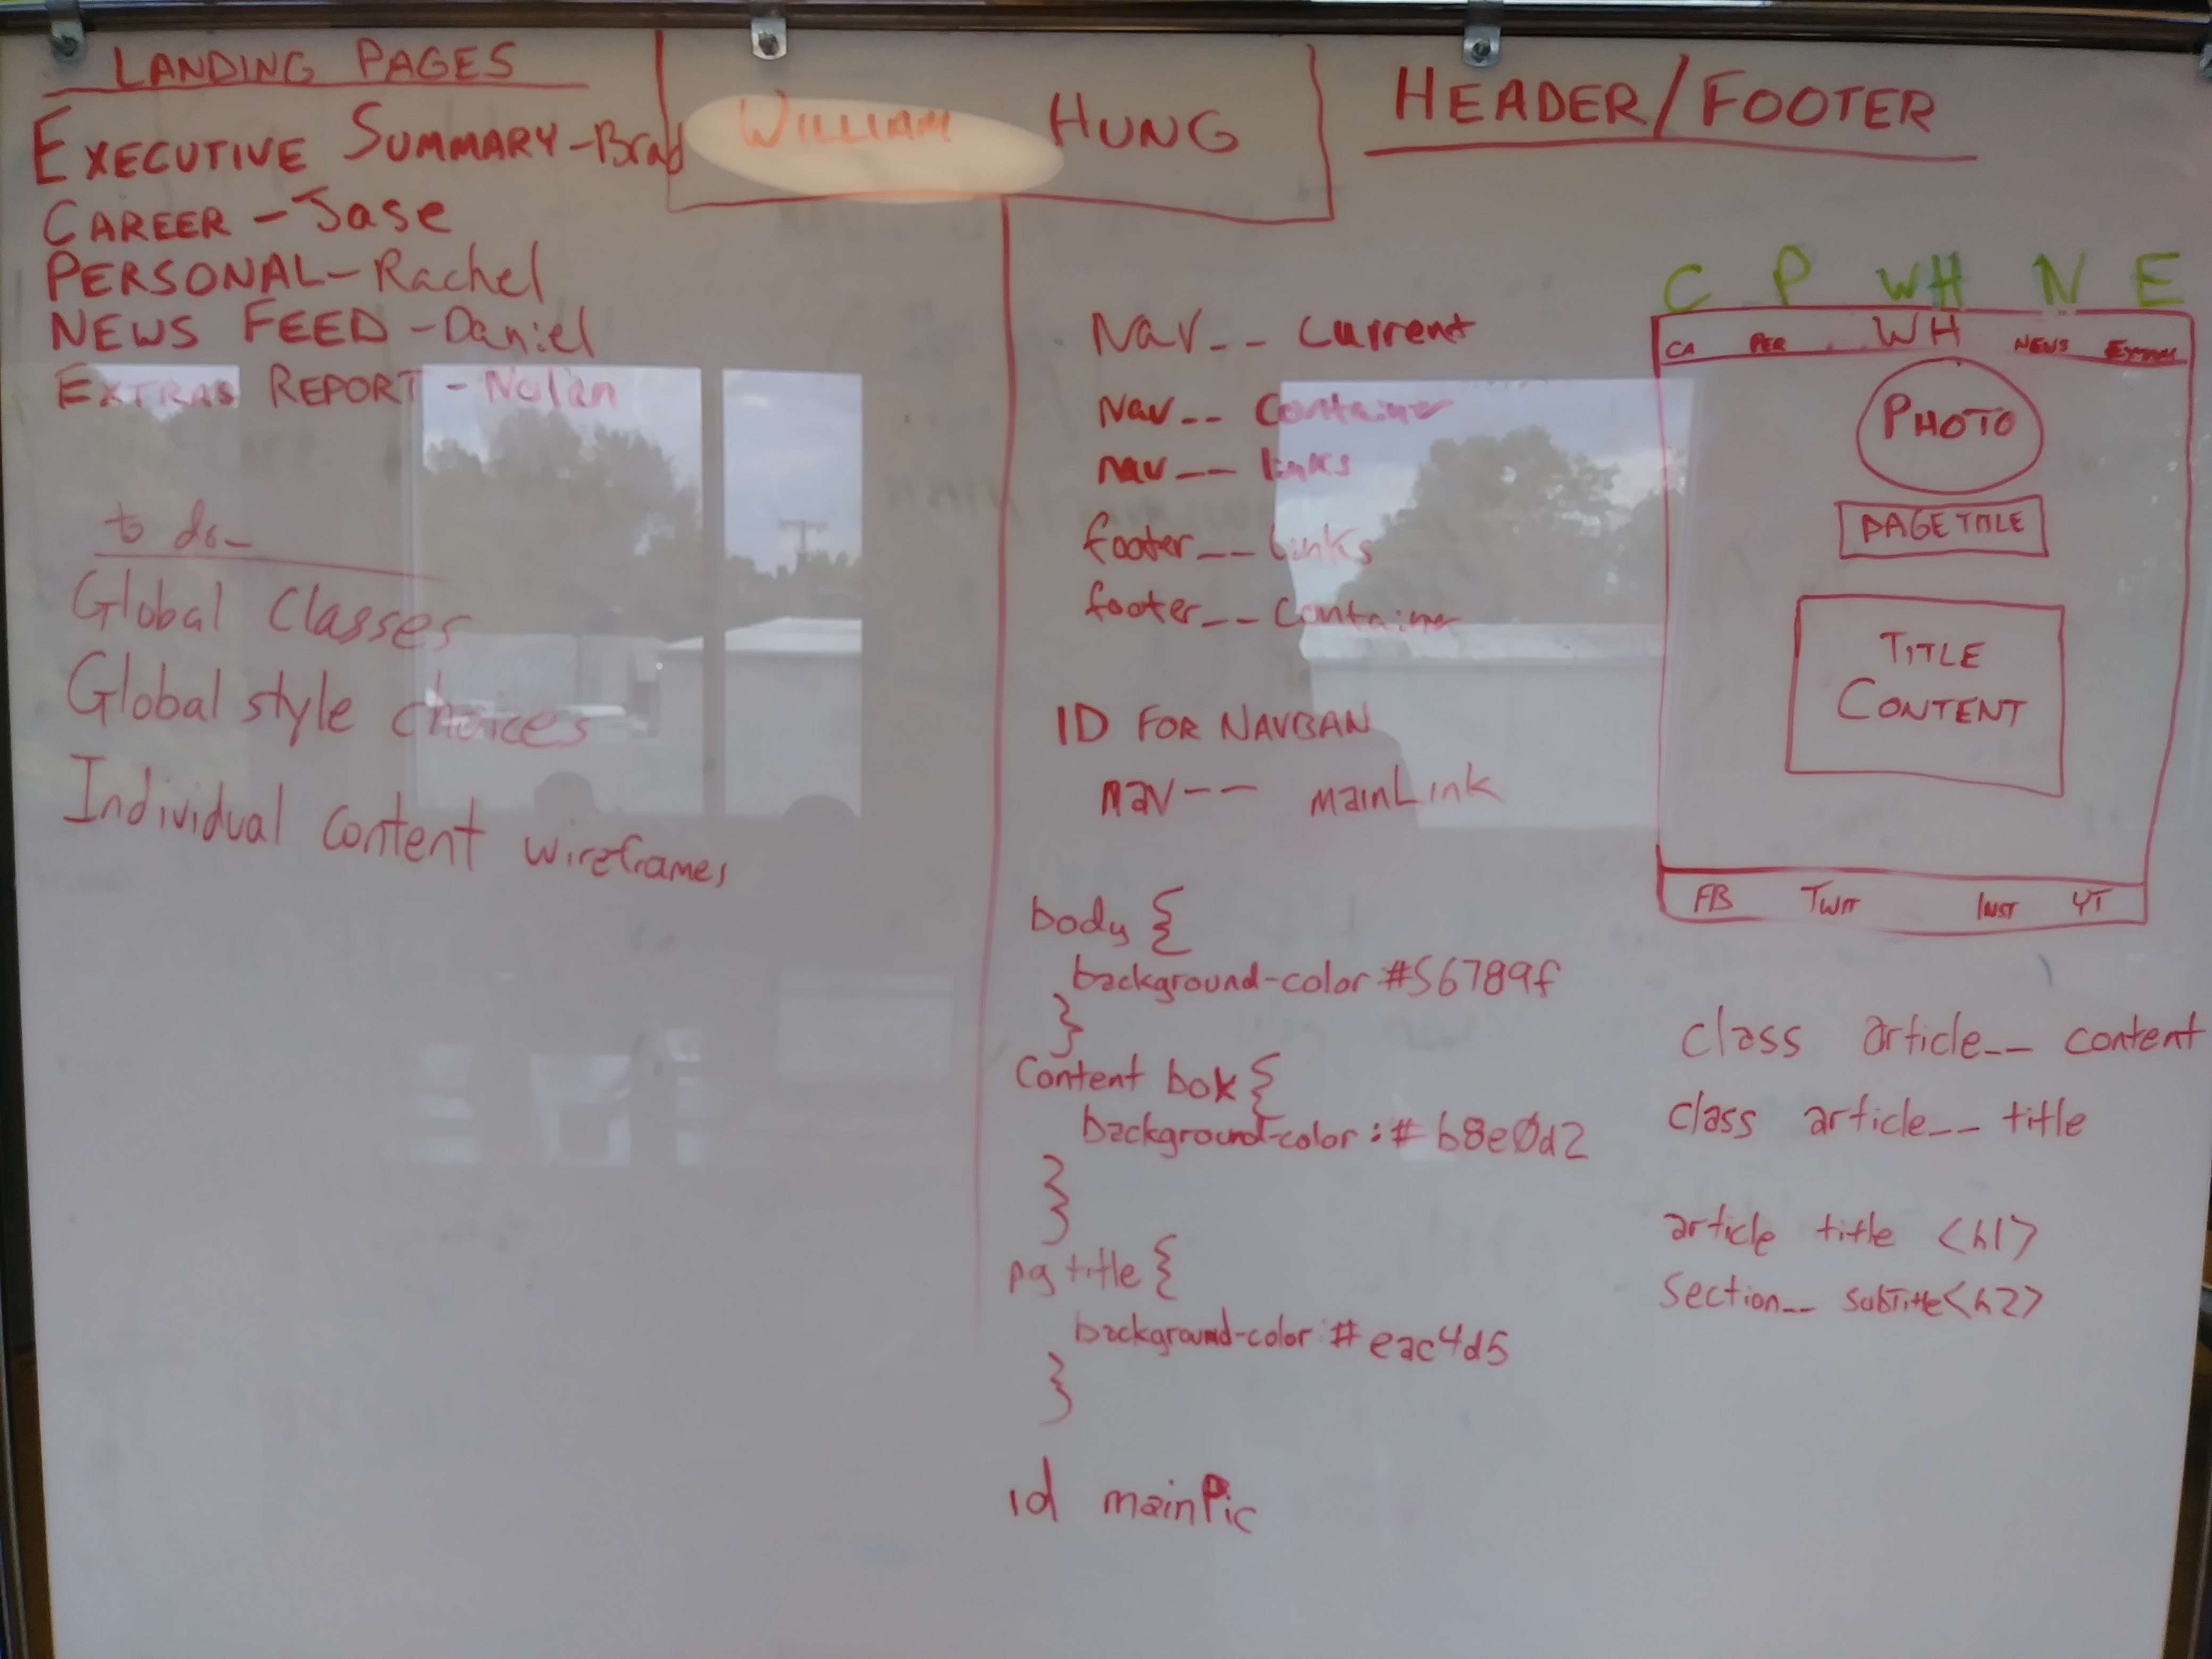 LANDING PAGES
EXECUTIVE SUMMARY-Brad
CAREER - Jase
PERSONAL - Rachel
NEWS FEED - Daniel
EXTRAS REPORT - Nolan
to do_
Global Classes
Global style choices
Individual content wireframes
WILLIAM HUNG
Nav__ Current
Nav__ Container
nav__ links
footer__ links
footer__ Container
ID FOR NAVBAR
nav-- mainLink
body {
background-color #56789f
}
Content box {
background-color: # b8e0d2
}
pg title {
background-color: # eac4d5
}
id mainPic
HEADER/FOOTER
C P WH N E
CA PER WH NEWS
PHOTO
PAGE TITLE
TITLE
CONTENT
FB TWIT INST YT
class article__ content
class article__ title
article title <h1>
Section__ subTitle <h2>